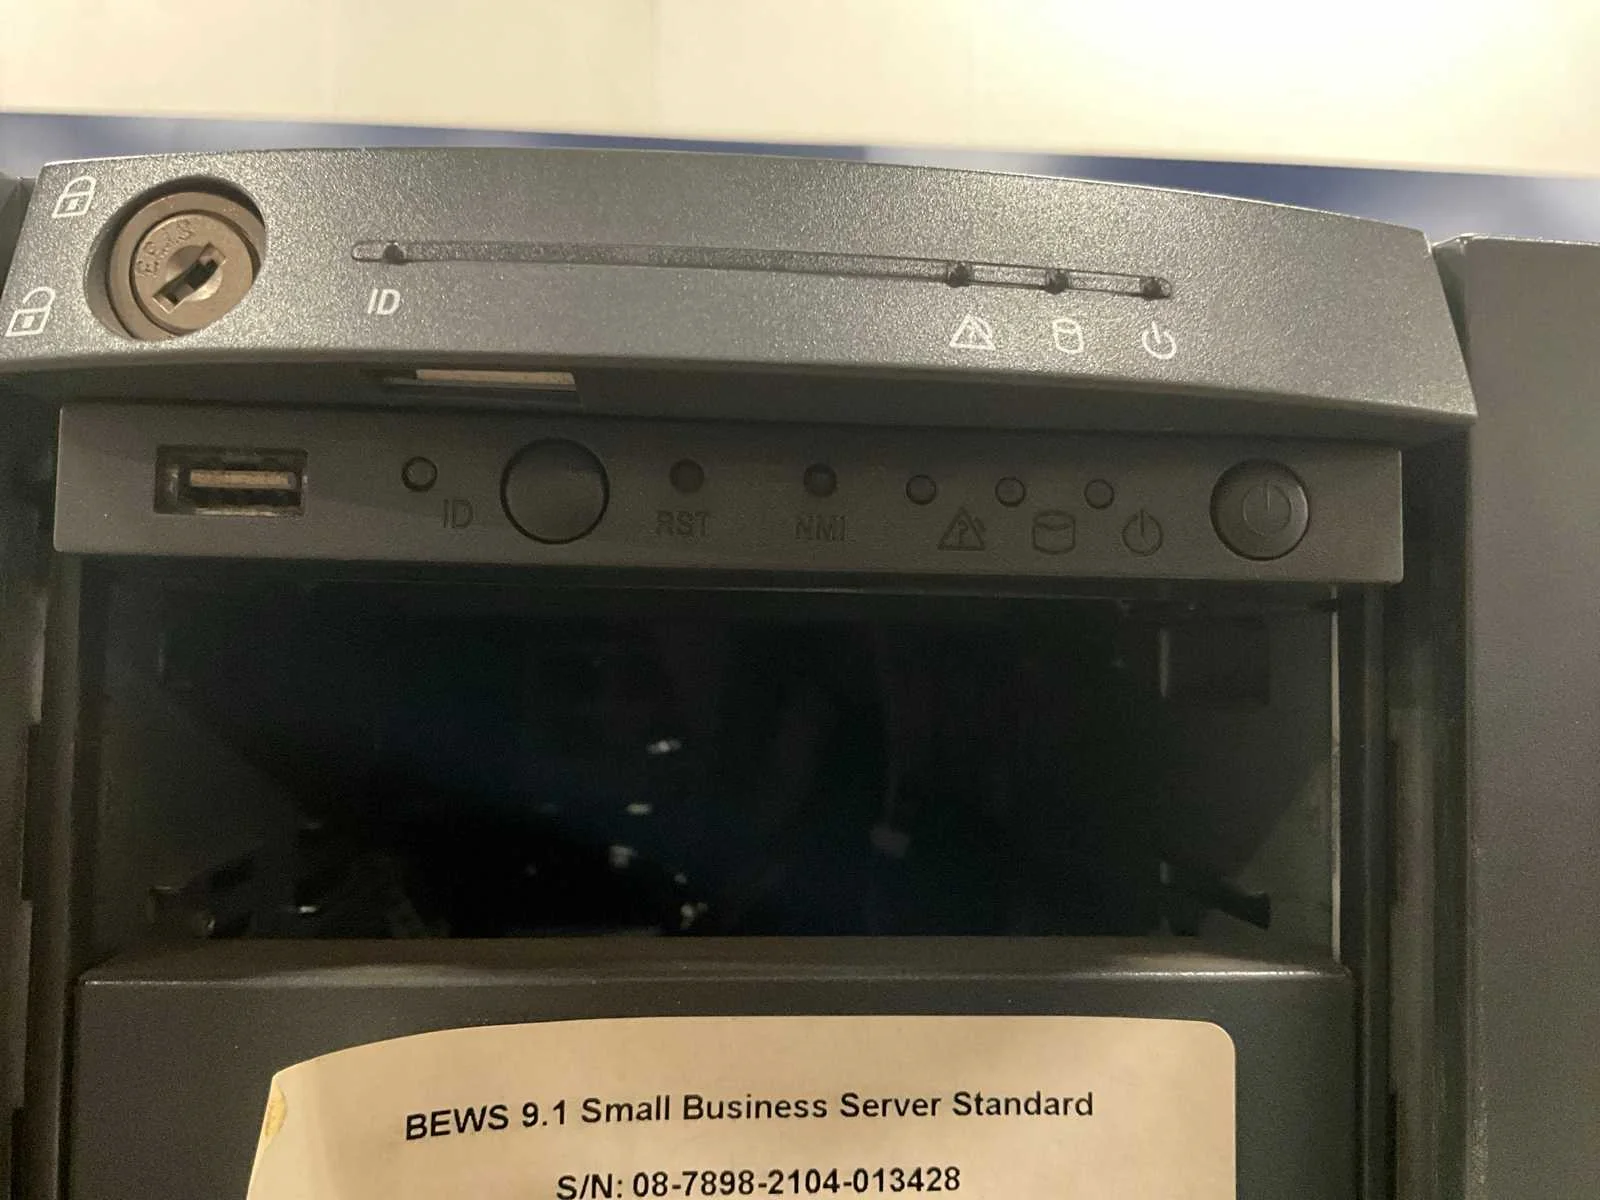 ID
ID
RST
NMI
BEWS 9.1 Small Business Server Standard
S/N: 08-7898-2104-013428